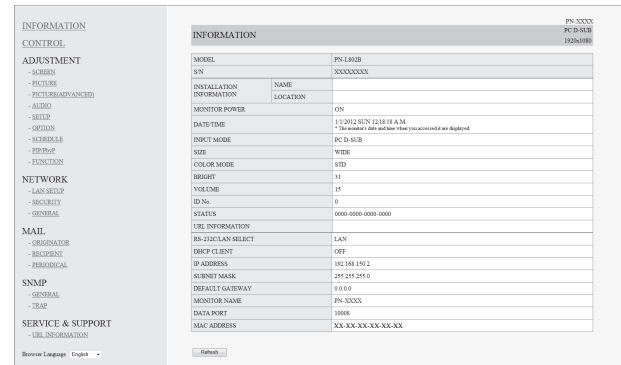 INFORMATION
CONTROL
ADJUSTMENT
- SCREEN
- PICTURE
- PICTURE(ADVANCED)
- AUDIO
- SETUP
- OPTION
- SCHEDULE
- PIP/PbyP
- FUNCTION
NETWORK
- LAN SETUP
- SECURITY
- GENERAL
MAIL
- ORIGINATOR
- RECIPIENT
- PERIODICAL
SNMP
- GENERAL
- TRAP
SERVICE & SUPPORT
- URL INFORMATION
Browser Language English
PN-XXXX
INFORMATION
PC D-SUB
1920x1080
MODEL PN-L802B
S/N XXXXXXXX
INSTALLATION INFORMATION NAME
LOCATION
MONITOR POWER ON
DATE/TIME 1/1/2012 SUN 12:18:18 A.M.
* The monitor's date and time when you accessed it are displayed.
INPUT MODE PC D-SUB
SIZE WIDE
COLOR MODE STD
BRIGHT 31
VOLUME 15
ID No. 0
STATUS 0000-0000-0000-0000
URL INFORMATION
RS-232C/LAN SELECT LAN
DHCP CLIENT OFF
IP ADDRESS 192.168.150.2
SUBNET MASK 255.255.255.0
DEFAULT GATEWAY 0.0.0.0
MONITOR NAME PN-XXXX
DATA PORT 10008
MAC ADDRESS XX-XX-XX-XX-XX-XX
Refresh